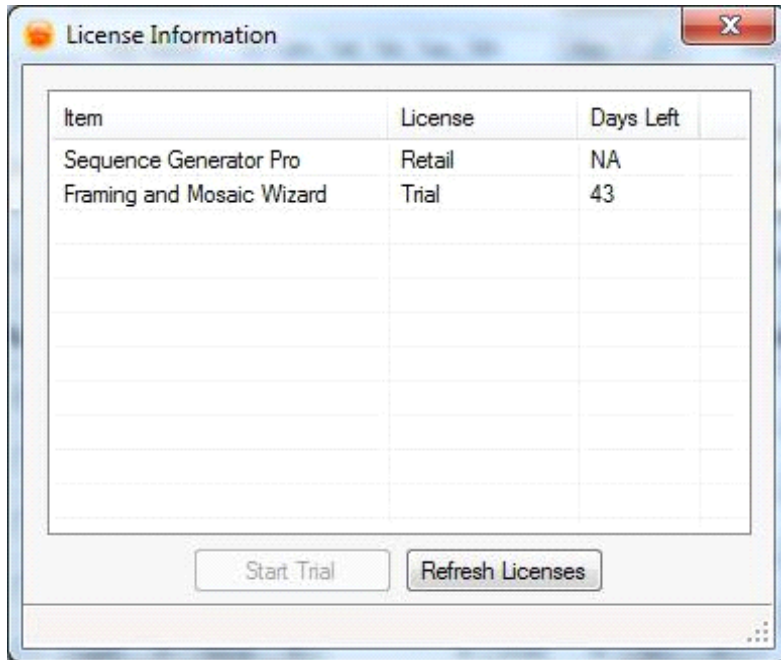 License Information
Item License Days Left
Sequence Generator Pro Retail NA
Framing and Mosaic Wizard Trial 43
Start Trial Refresh Licenses